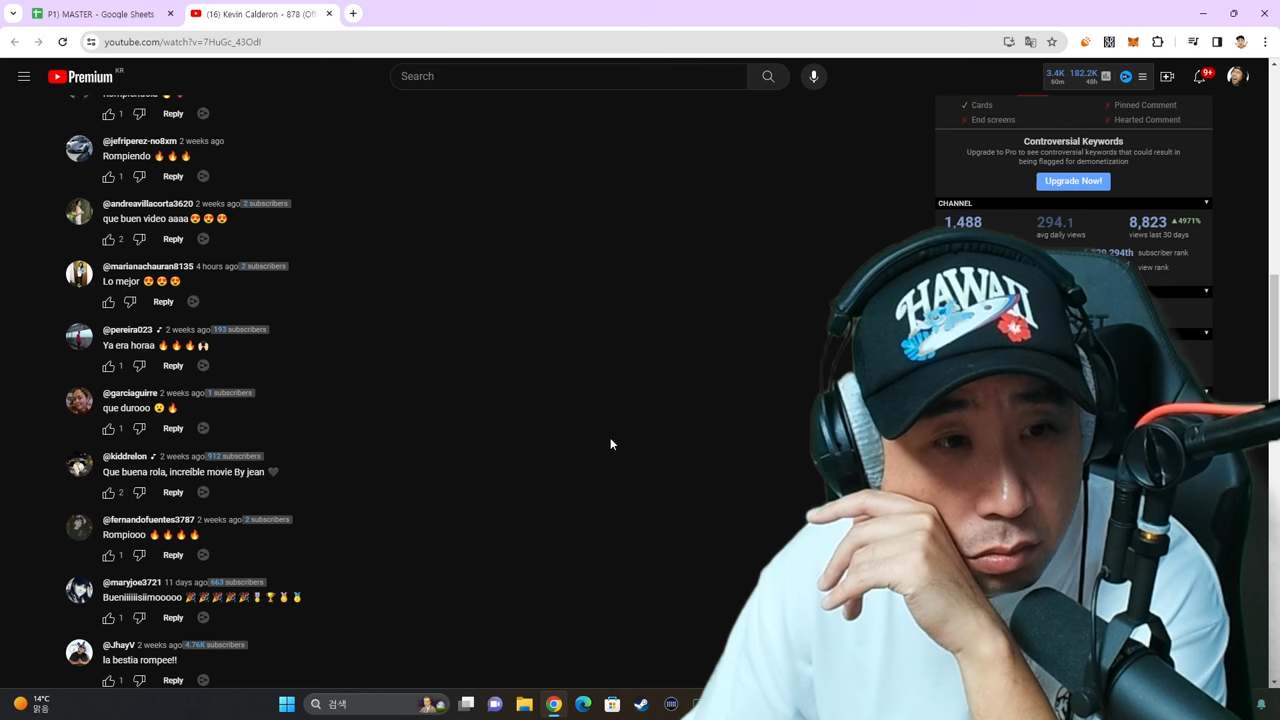 P1) MASTER - Google Sheets
(16) Kevin Calderon - 878 (Off
youtube.com/watch?v=7HuGc_43OdI
Premium KR
Search
3.4K 182.2K
60m 48h
9+
1 Reply
@jefriperez-no8xm 2 weeks ago
Rompiendo 🔥 🔥 🔥
1 Reply
@andreavillacorta3620 2 weeks ago 2 subscribers
que buen video aaaa😍 😍 😍
2 Reply
@marianachauran8135 4 hours ago 2 subscribers
Lo mejor 😍 😍 😍
Reply
@pereira023 2 weeks ago 193 subscribers
Ya era horaa 🔥 🔥 🔥 🙌🏻
1 Reply
@garciaguirre 2 weeks ago 1 subscribers
que durooo 😮 🔥
1 Reply
@kiddrelon 2 weeks ago 912 subscribers
Que buena rola, increíble movie By jean 🖤
2 Reply
@fernandofuentes3787 2 weeks ago 2 subscribers
Rompiooo 🔥 🔥 🔥 🔥
1 Reply
@maryjoe3721 11 days ago 663 subscribers
Bueniiiiiisiimooooo 🎉 🎉 🎉 🎉 🎉 🎖️ 🏆 🥇 🏅
1 Reply
@JhayV 2 weeks ago 4.76K subscribers
la bestia rompee!!
1 Reply
✓ Cards ✗ Pinned Comment
✗ End screens ✗ Hearted Comment
Controversial Keywords
Upgrade to Pro to see controversial keywords that could result in
being flagged for demonetization
Upgrade Now!
CHANNEL
1,488 294.1 8,823 ▲4971%
avg daily views views last 30 days
subscriber rank
view rank
HAWAII
14°C
맑음
검색